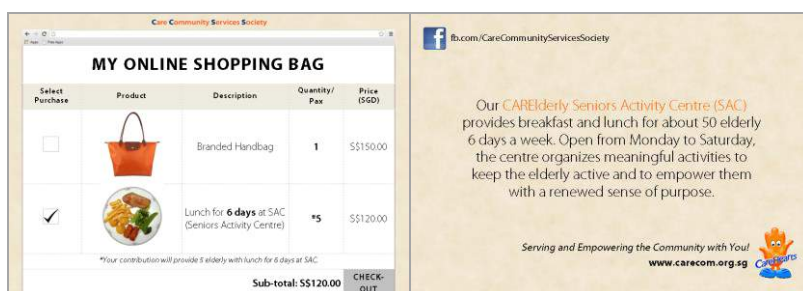 Care Community Services Society
MY ONLINE SHOPPING BAG
Select Purchase
Product
Description
Quantity/ Pax
Price (SGD)
Branded Handbag
1
S$150.00
Lunch for 6 days at SAC
(Seniors Activity Centre)
*5
S$120.00
*Your contribution will provide 5 elderly with lunch for 6 days at SAC.
Sub-total: S$120.00
CHECK-
OUT
fb.com/CareCommunityServicesSociety
Our CARElderly Seniors Activity Centre (SAC)
provides breakfast and lunch for about 50 elderly
6 days a week. Open from Monday to Saturday,
the centre organizes meaningful activities to
keep the elderly active and to empower them
with a renewed sense of purpose.
Serving and Empowering the Community with You!
www.carecom.org.sg
CareHearts